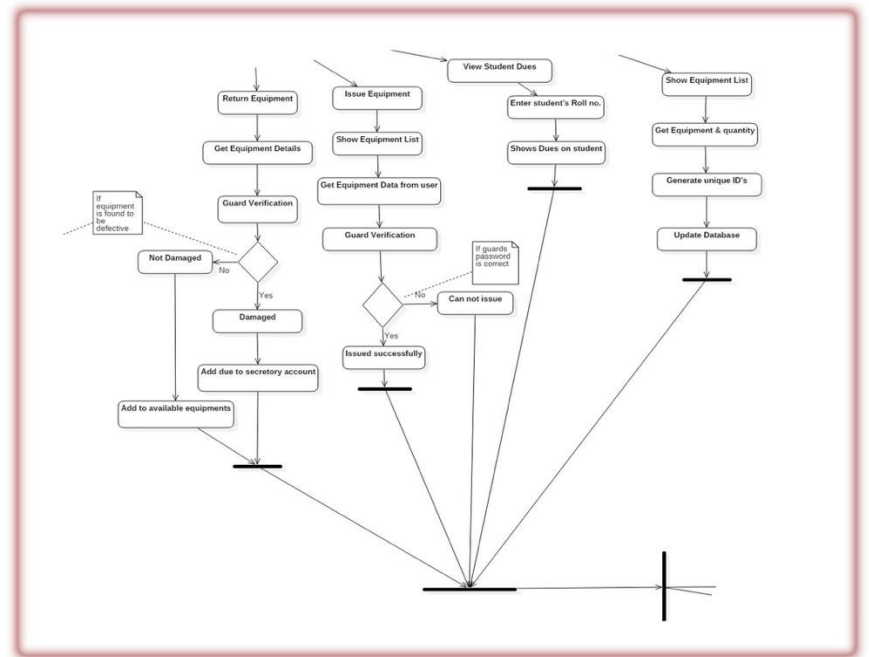 Return Equipment
Get Equipment Details
Guard Verification
If
equipment
is found to
be
defective
Not Damaged
No
Yes
Damaged
Add due to secretory account
Add to available equipments
Issue Equipment
Show Equipment List
Get Equipment Data from user
Guard Verification
If guards
password
is correct
No
Can not issue
Yes
Issued successfully
View Student Dues
Enter student's Roll no.
Shows Dues on student
Show Equipment List
Get Equipment & quantity
Generate unique ID's
Update Database